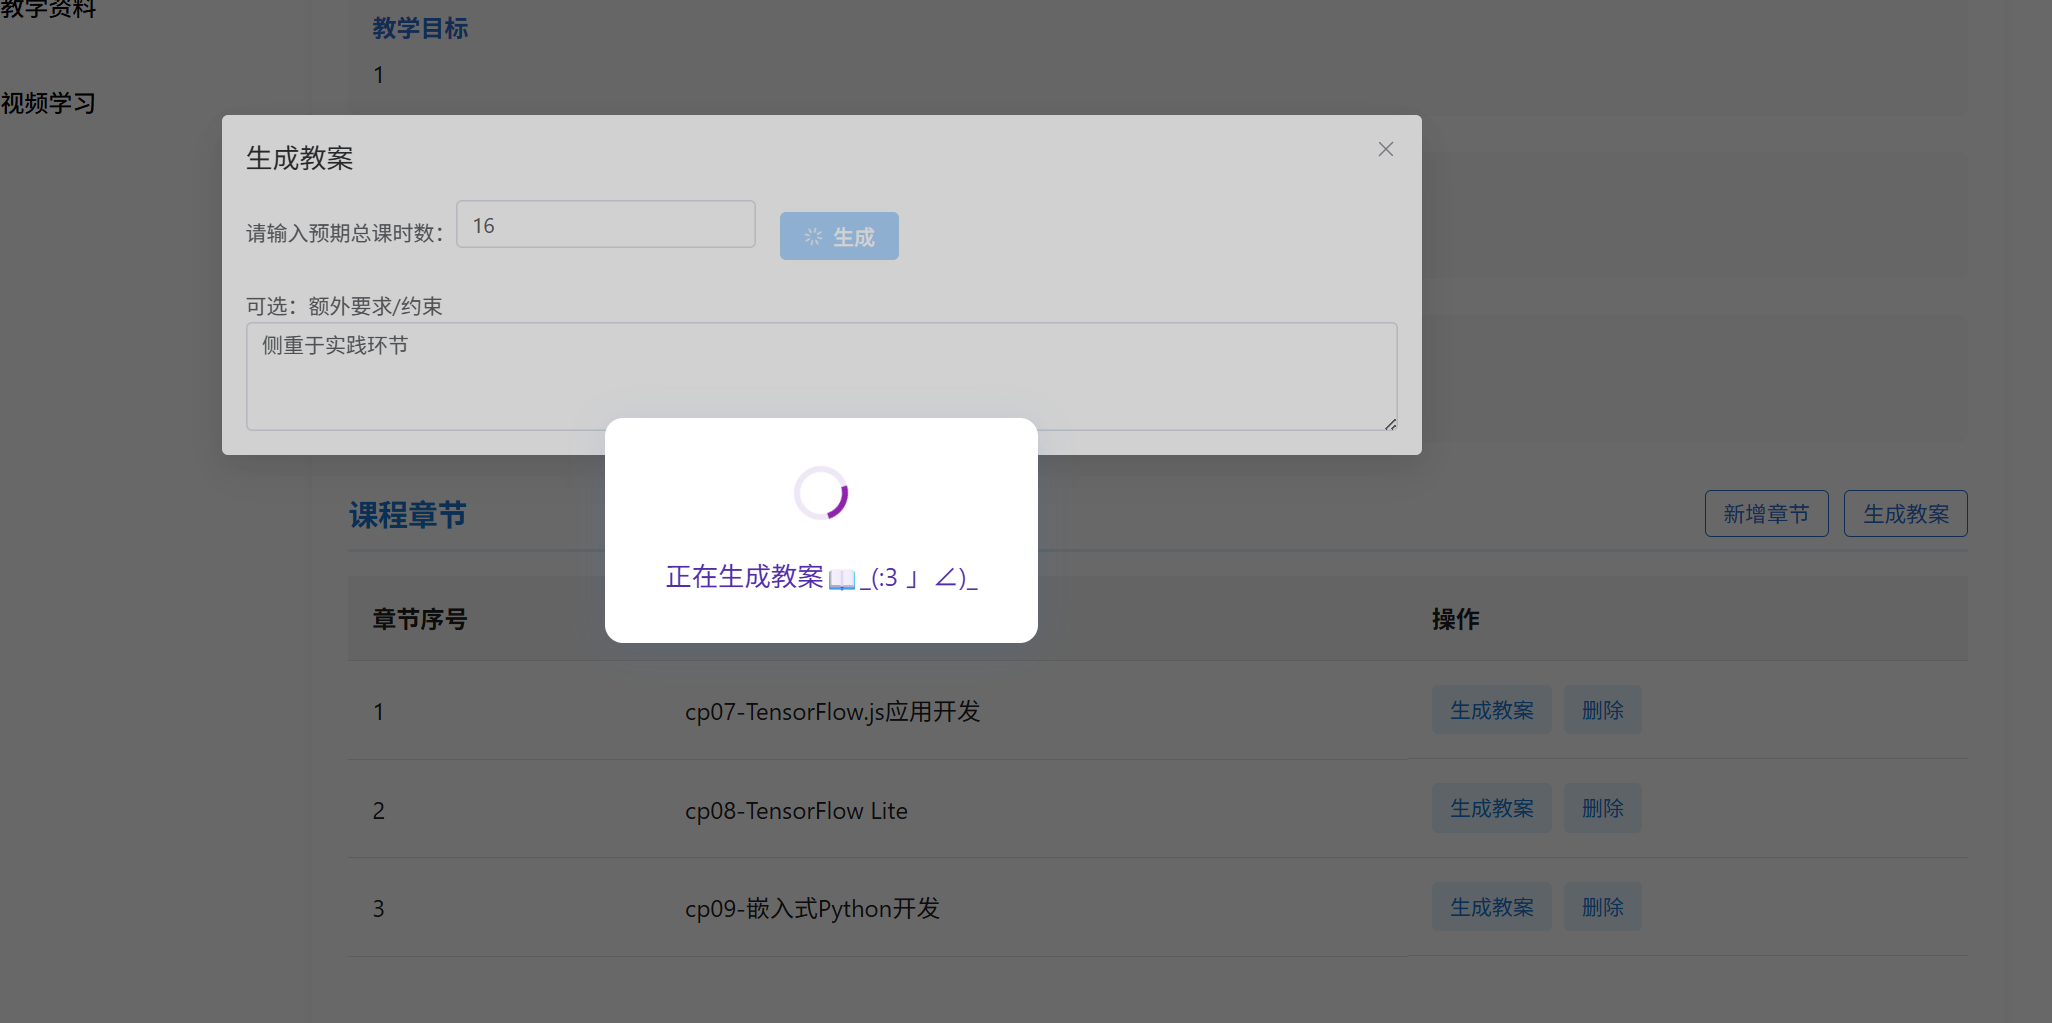 教学资料
视频学习
教学目标
1
生成教案
请输入预期总课时数：
16
生成
可选：额外要求/约束
侧重于实践环节
正在生成教案📖_(:3 」∠)_
课程章节
新增章节
生成教案
章节序号
操作
1
cp07-TensorFlow.js应用开发
生成教案
删除
2
cp08-TensorFlow Lite
生成教案
删除
3
cp09-嵌入式Python开发
生成教案
删除